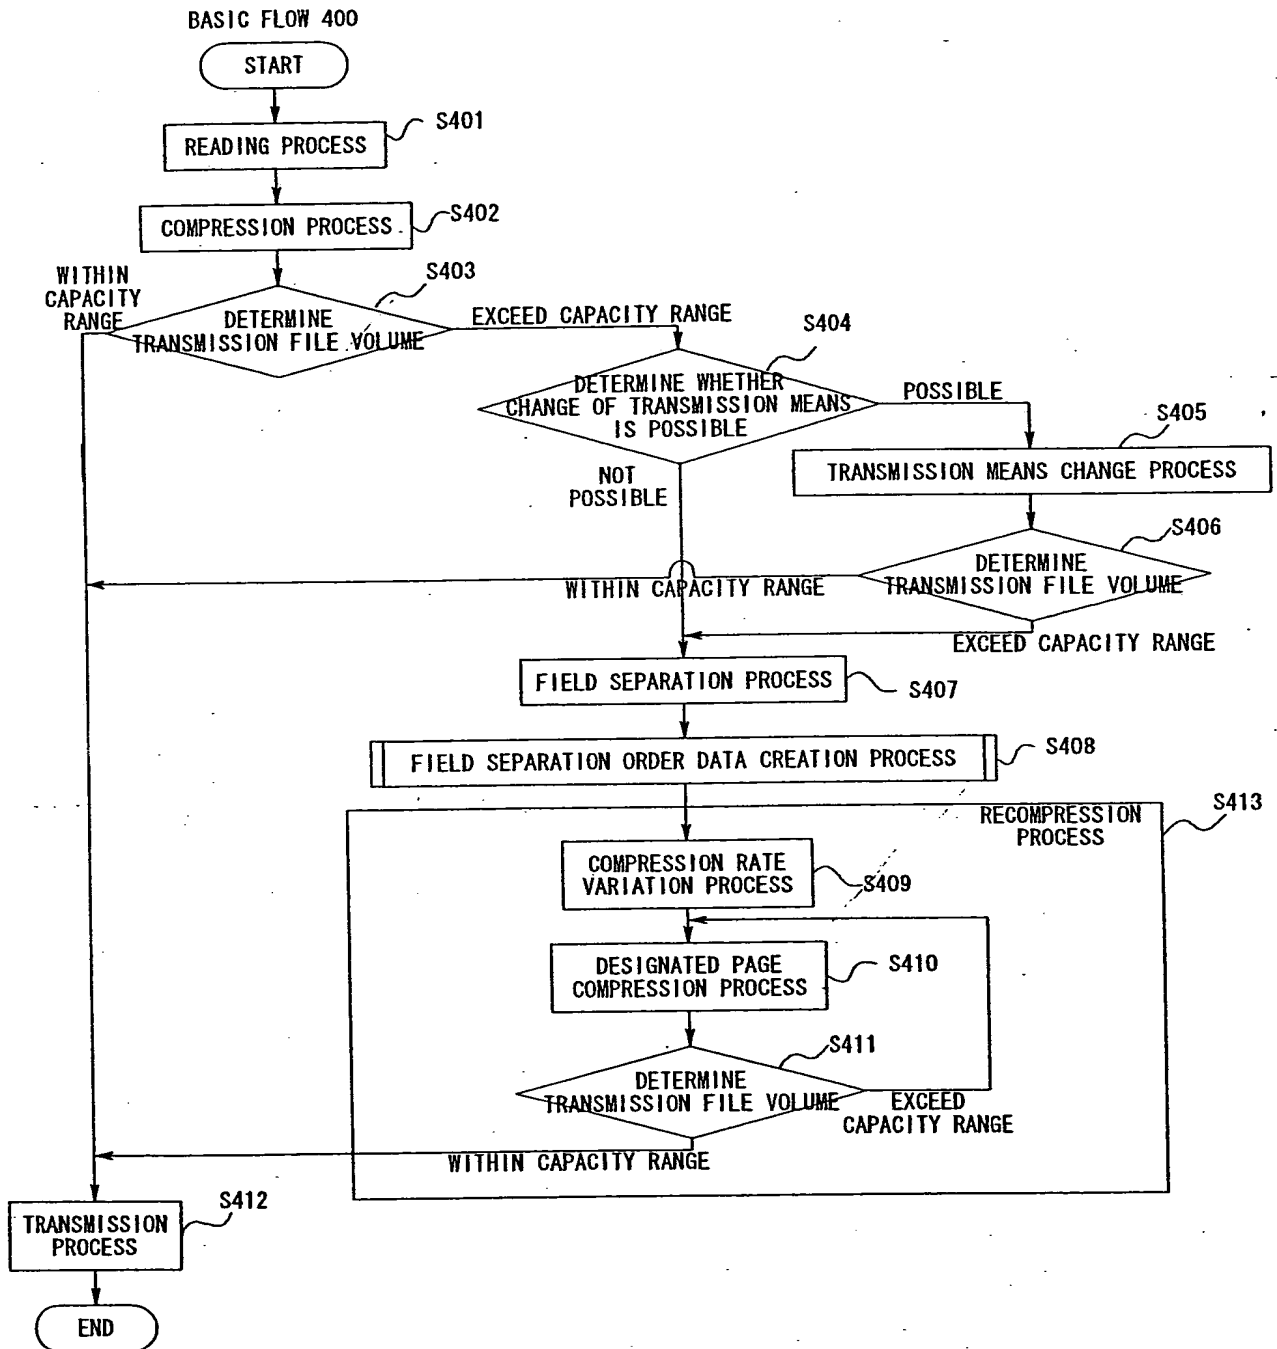 BASIC FLOW 400
START
READING PROCESS
S401
COMPRESSION PROCESS
S402
WITHIN
CAPACITY
RANGE
S403
DETERMINE
TRANSMISSION FILE VOLUME
EXCEED CAPACITY RANGE
S404
DETERMINE WHETHER
CHANGE OF TRANSMISSION MEANS
IS POSSIBLE
POSSIBLE
S405
NOT
POSSIBLE
TRANSMISSION MEANS CHANGE PROCESS
S406
DETERMINE
TRANSMISSION FILE VOLUME
WITHIN CAPACITY RANGE
EXCEED CAPACITY RANGE
FIELD SEPARATION PROCESS
S407
FIELD SEPARATION ORDER DATA CREATION PROCESS
S408
RECOMPRESSION
PROCESS
S413
COMPRESSION RATE
VARIATION PROCESS
S409
DESIGNATED PAGE
COMPRESSION PROCESS
S410
S411
DETERMINE
TRANSMISSION FILE VOLUME
EXCEED
CAPACITY RANGE
WITHIN CAPACITY RANGE
TRANSMISSION
PROCESS
S412
END